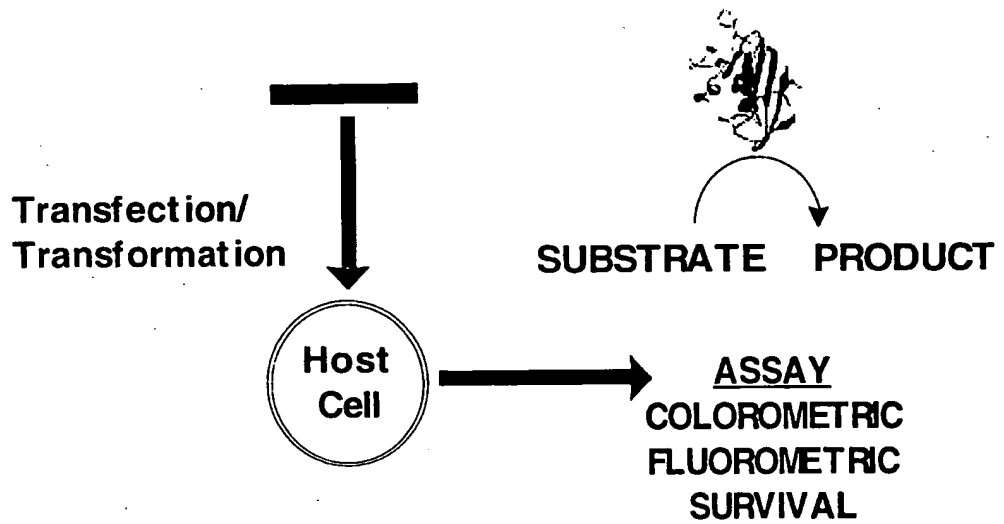 Transfection/
Transformation
SUBSTRATE PRODUCT
Host
Cell
ASSAY
COLOROMETRIC
FLUOROMETRIC
SURVIVAL